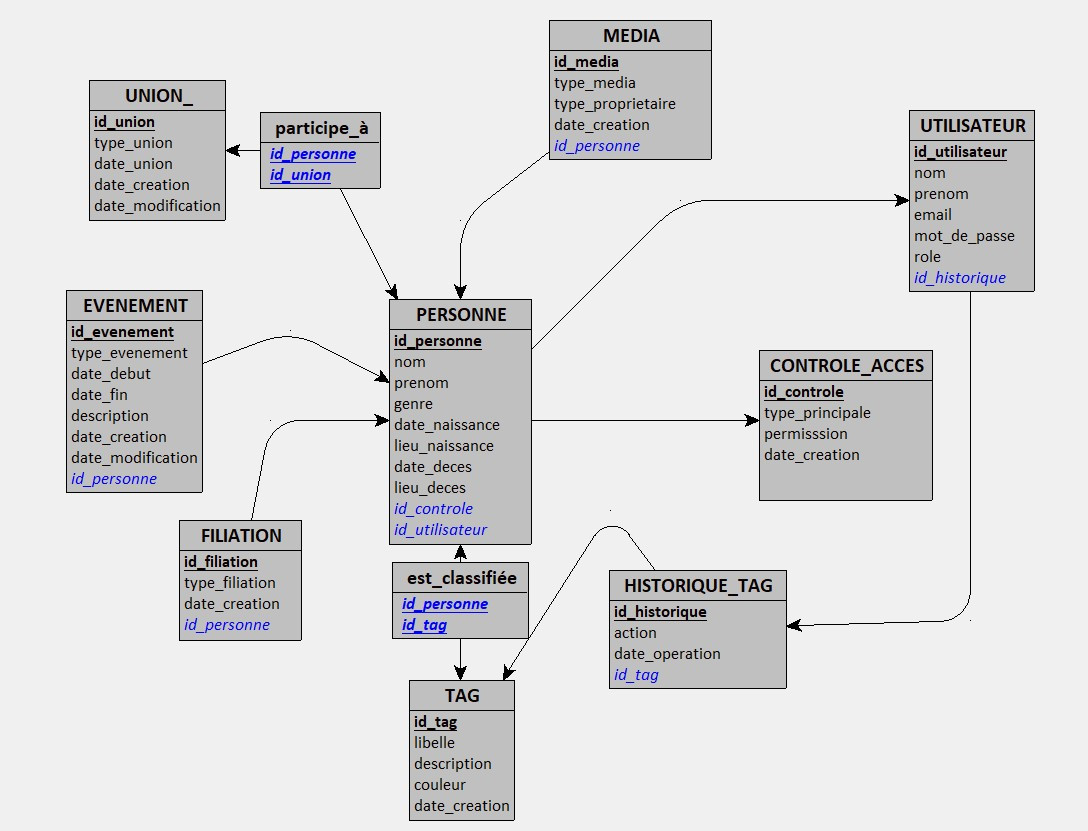 MEDIA
id_media
type_media
type_proprietaire
date_creation
id_personne
UNION_
id_union
type_union
date_union
date_creation
date_modification
participe_à
id_personne
id_union
UTILISATEUR
id_utilisateur
nom
prenom
email
mot_de_passe
role
id_historique
EVENEMENT
id_evenement
type_evenement
date_debut
date_fin
description
date_creation
date_modification
id_personne
PERSONNE
id_personne
nom
prenom
genre
date_naissance
lieu_naissance
date_deces
lieu_deces
id_controle
id_utilisateur
CONTROLE_ACCES
id_controle
type_principale
permisssion
date_creation
FILIATION
id_filiation
type_filiation
date_creation
id_personne
est_classifiée
id_personne
id_tag
HISTORIQUE_TAG
id_historique
action
date_operation
id_tag
TAG
id_tag
libelle
description
couleur
date_creation